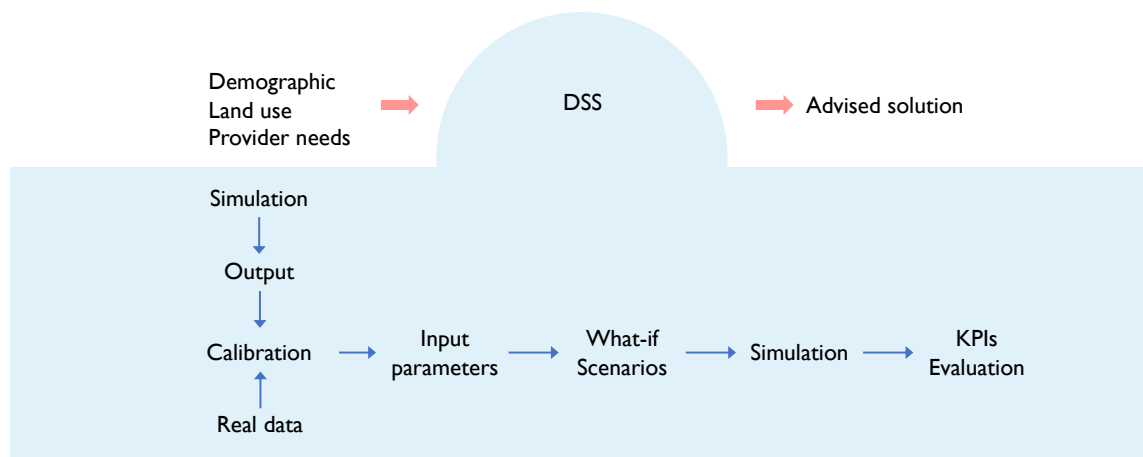 Demographic
Land use
Provider needs
DSS
Advised solution
Simulation
Output
Calibration
Input
parameters
What-if
Scenarios
Simulation
KPIs
Evaluation
Real data